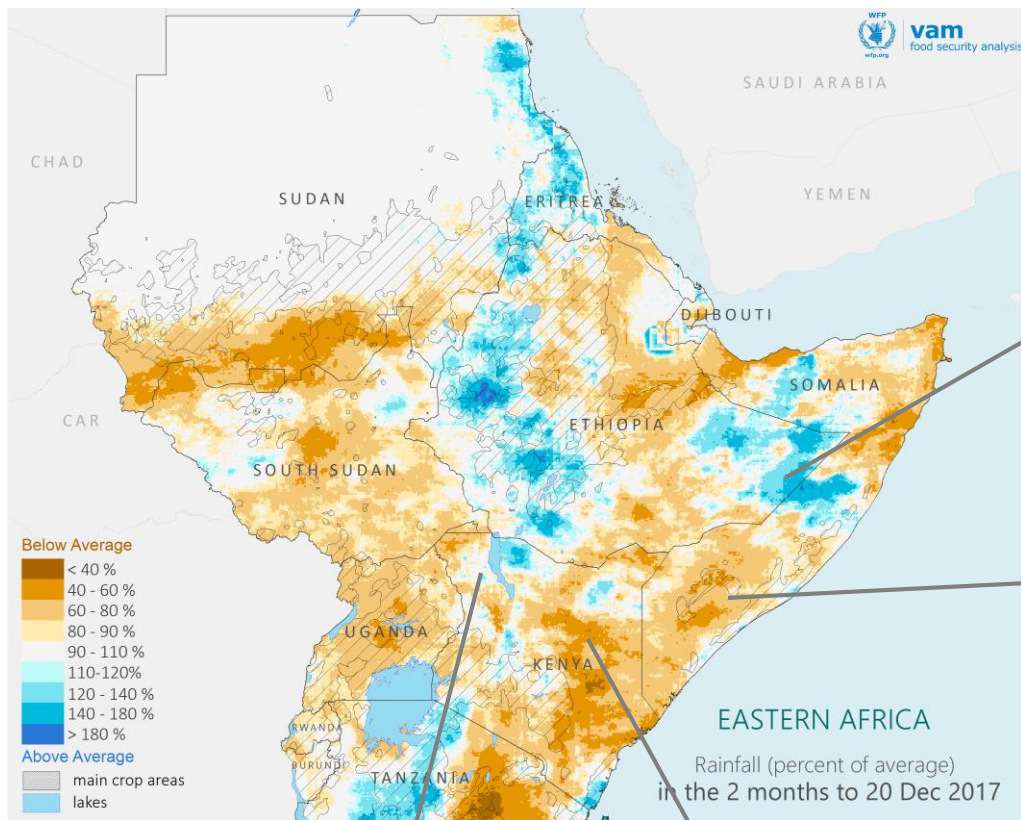 WFP
wfp.org
vam
food security analysis
SAUDI ARABIA
CHAD
SUDAN
YEMEN
ERITREA
DJIBOUTI
SOMALIA
CAR
ETHIOPIA
SOUTH SUDAN
Below Average
< 40 %
40 - 60 %
60 - 80 %
80 - 90 %
90 - 110 %
110-120%
120 - 140 %
140 - 180 %
> 180 %
Above Average
main crop areas
lakes
UGANDA
KENYA
RWANDA
BURUNDI
TANZANIA
EASTERN AFRICA
Rainfall (percent of average)
in the 2 months to 20 Dec 2017